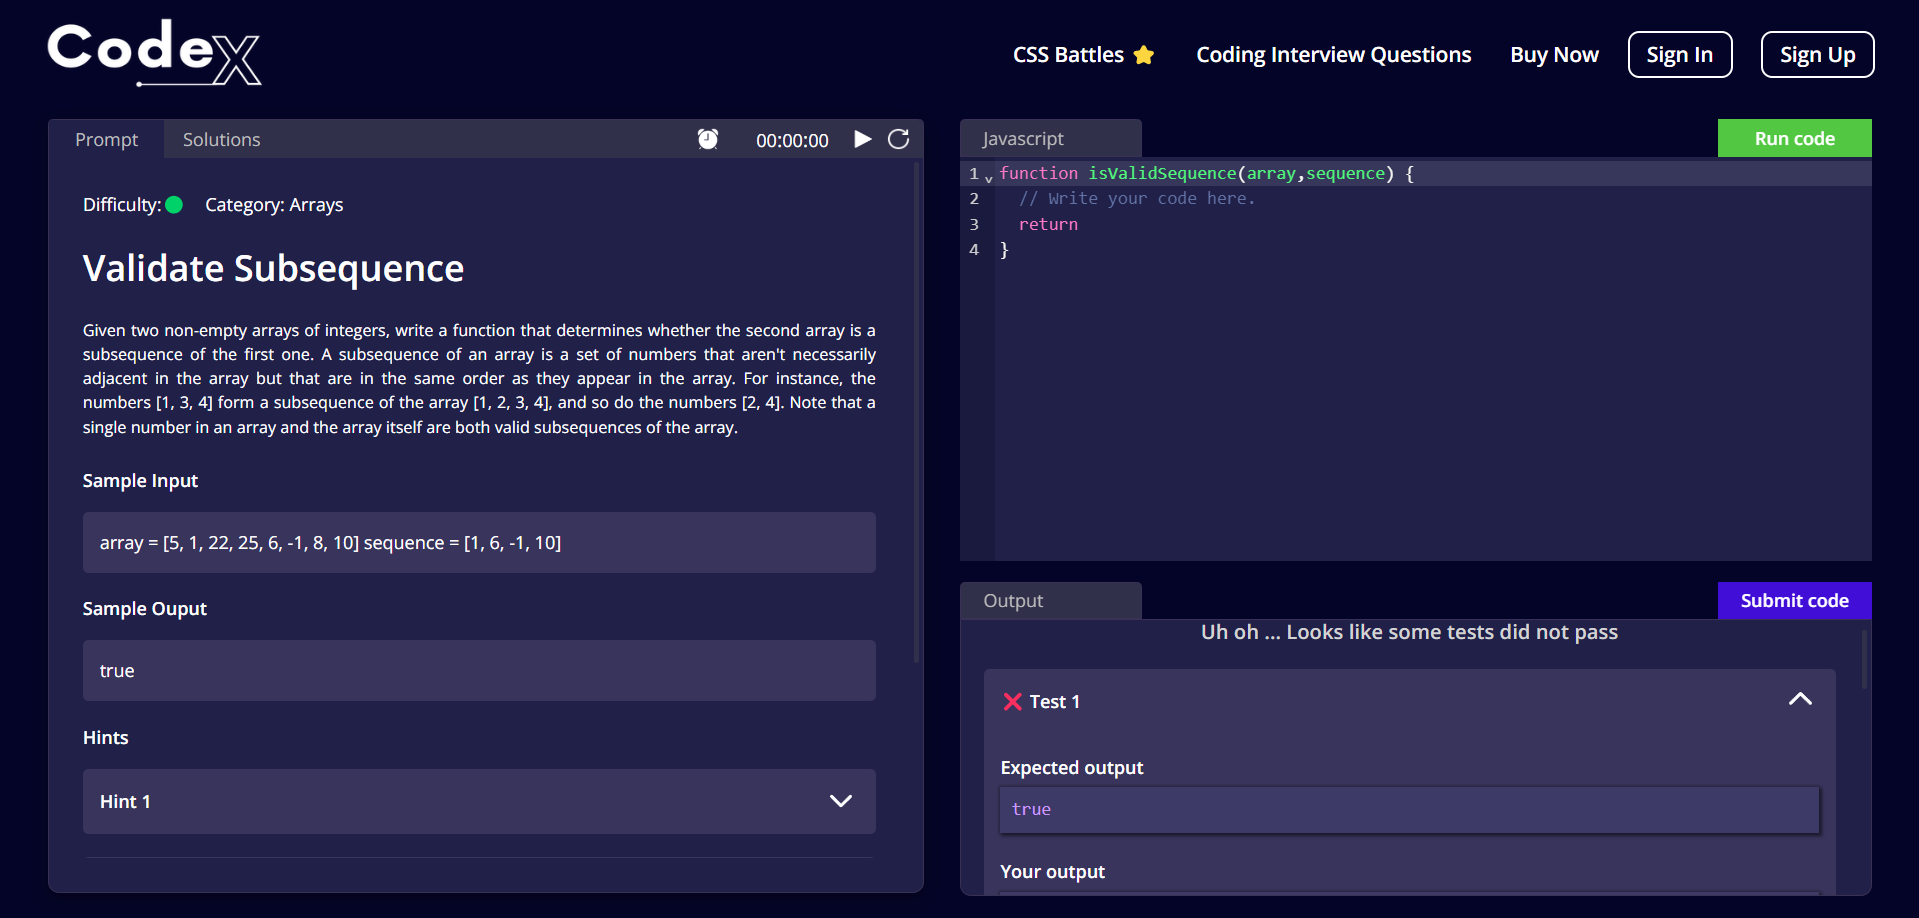 CodeX
CSS Battles ⭐ Coding Interview Questions Buy Now Sign In Sign Up
Prompt Solutions 00:00:00
Difficulty: Category: Arrays
Validate Subsequence
Given two non-empty arrays of integers, write a function that determines whether the second array is a
subsequence of the first one. A subsequence of an array is a set of numbers that aren't necessarily
adjacent in the array but that are in the same order as they appear in the array. For instance, the
numbers [1, 3, 4] form a subsequence of the array [1, 2, 3, 4], and so do the numbers [2, 4]. Note that a
single number in an array and the array itself are both valid subsequences of the array.
Sample Input
array = [5, 1, 22, 25, 6, -1, 8, 10] sequence = [1, 6, -1, 10]
Sample Ouput
true
Hints
Hint 1
Javascript Run code
1 function isValidSequence(array,sequence) {
2 // Write your code here.
3 return
4 }
Output Submit code
Uh oh ... Looks like some tests did not pass
❌ Test 1
Expected output
true
Your output